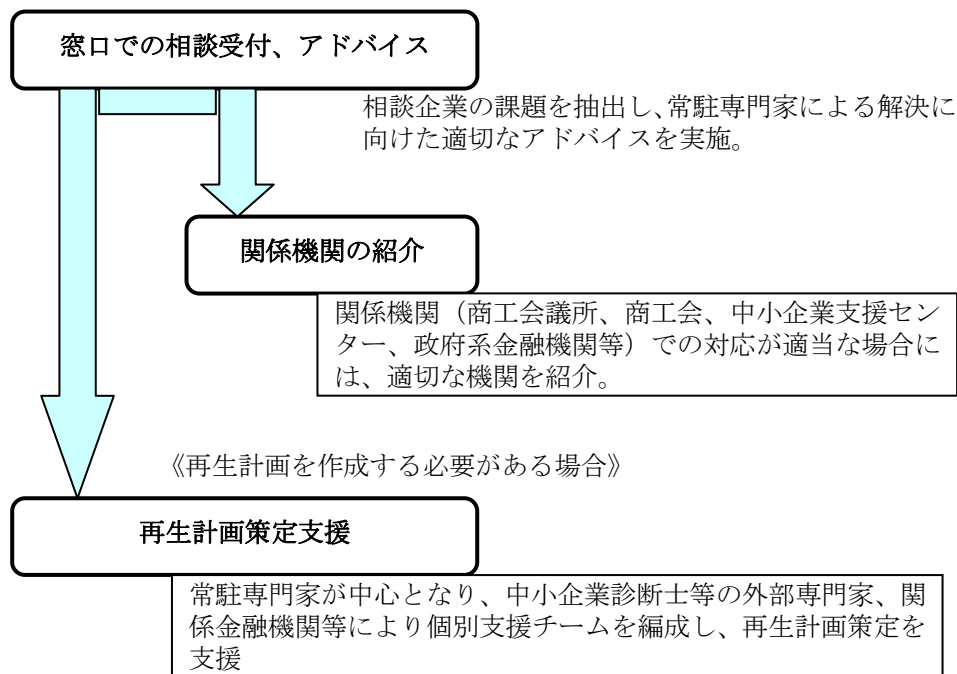 窓口での相談受付、アドバイス
相談企業の課題を抽出し、常駐専門家による解決に
向けた適切なアドバイスを実施。
関係機関の紹介
関係機関（商工会議所、商工会、中小企業支援セン
ター、政府系金融機関等）での対応が適当な場合に
は、適切な機関を紹介。
《再生計画を作成する必要がある場合》
再生計画策定支援
常駐専門家が中心となり、中小企業診断士等の外部専門家、関
係金融機関等により個別支援チームを編成し、再生計画策定を
支援